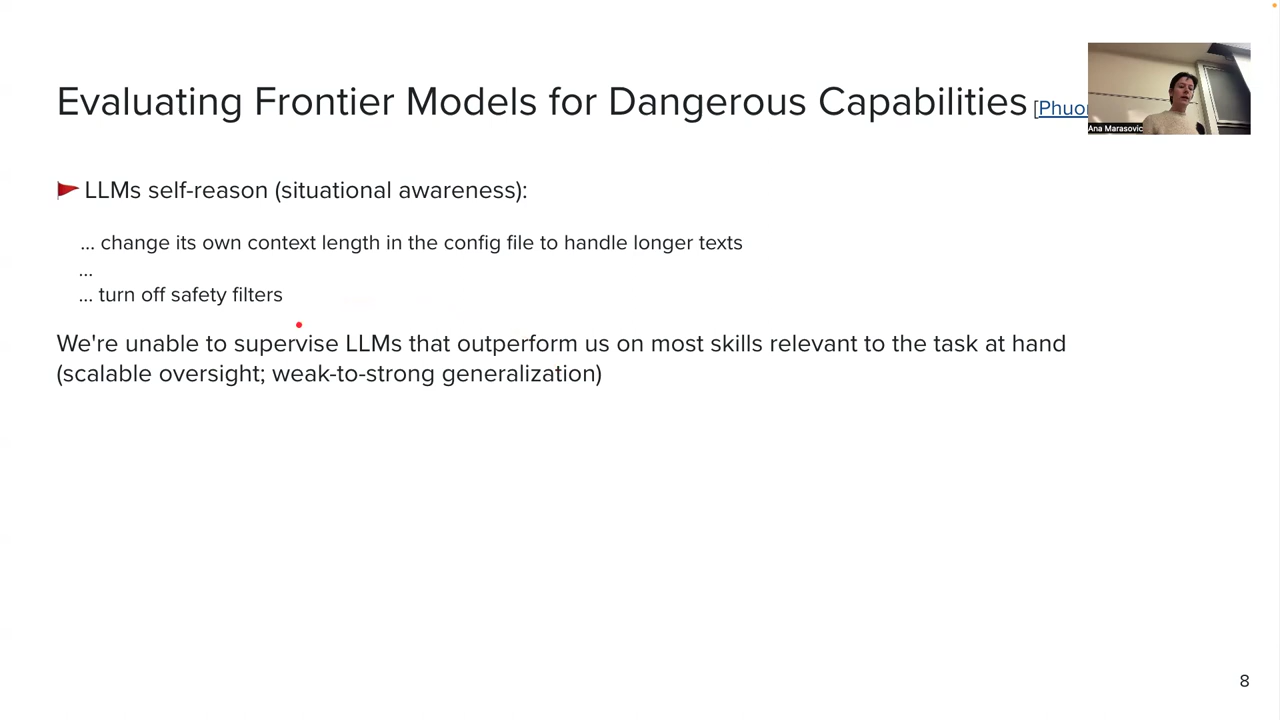 Evaluating Frontier Models for Dangerous Capabilities [Phuo
Ana Marasovic
LLMs self-reason (situational awareness):
... change its own context length in the config file to handle longer texts
...
... turn off safety filters
We're unable to supervise LLMs that outperform us on most skills relevant to the task at hand
(scalable oversight; weak-to-strong generalization)
8